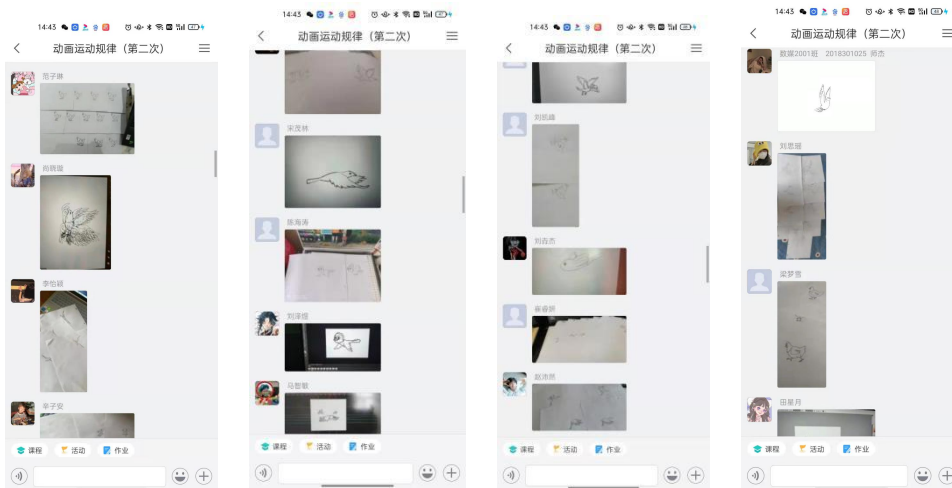 14:43
动画运动规律（第二次）
范子琳
尚晓璇
李怡颖
辛子安
课程
活动
作业
14:43
动画运动规律（第二次）
宋茂林
陈海涛
刘泽煜
马智敏
课程
活动
作业
14:43
动画运动规律（第二次）
刘凯峰
刘垚杰
崔睿娟
赵沛然
课程
活动
作业
14:43
动画运动规律（第二次）
数媒2001班 2018301025 师杰
刘思珊
梁梦雪
田星月
课程
活动
作业